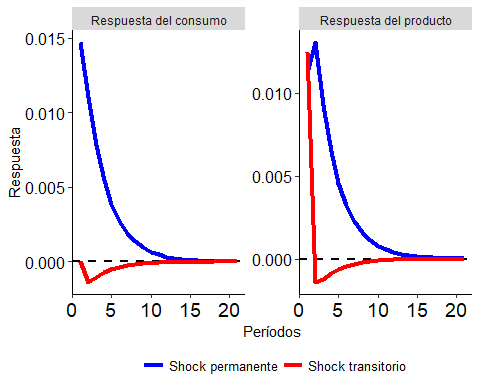 Respuesta del consumo
Respuesta del producto
0.015
0.010
0.005
0.000
0.010
0.005
0.000
Respuesta
0 5 10 15 20
0 5 10 15 20
Períodos
Shock permanente Shock transitorio